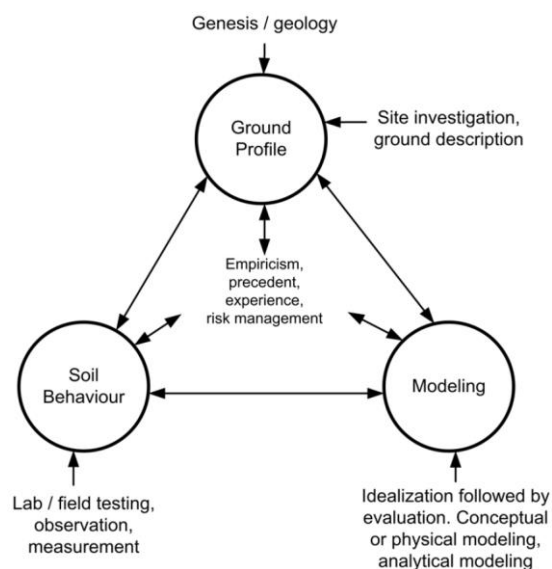 Genesis / geology
Ground
Profile
Site investigation,
ground description
Empiricism,
precedent,
experience,
risk management
Soil
Behaviour
Modeling
Lab / field testing,
observation,
measurement
Idealization followed by
evaluation. Conceptual
or physical modeling,
analytical modeling